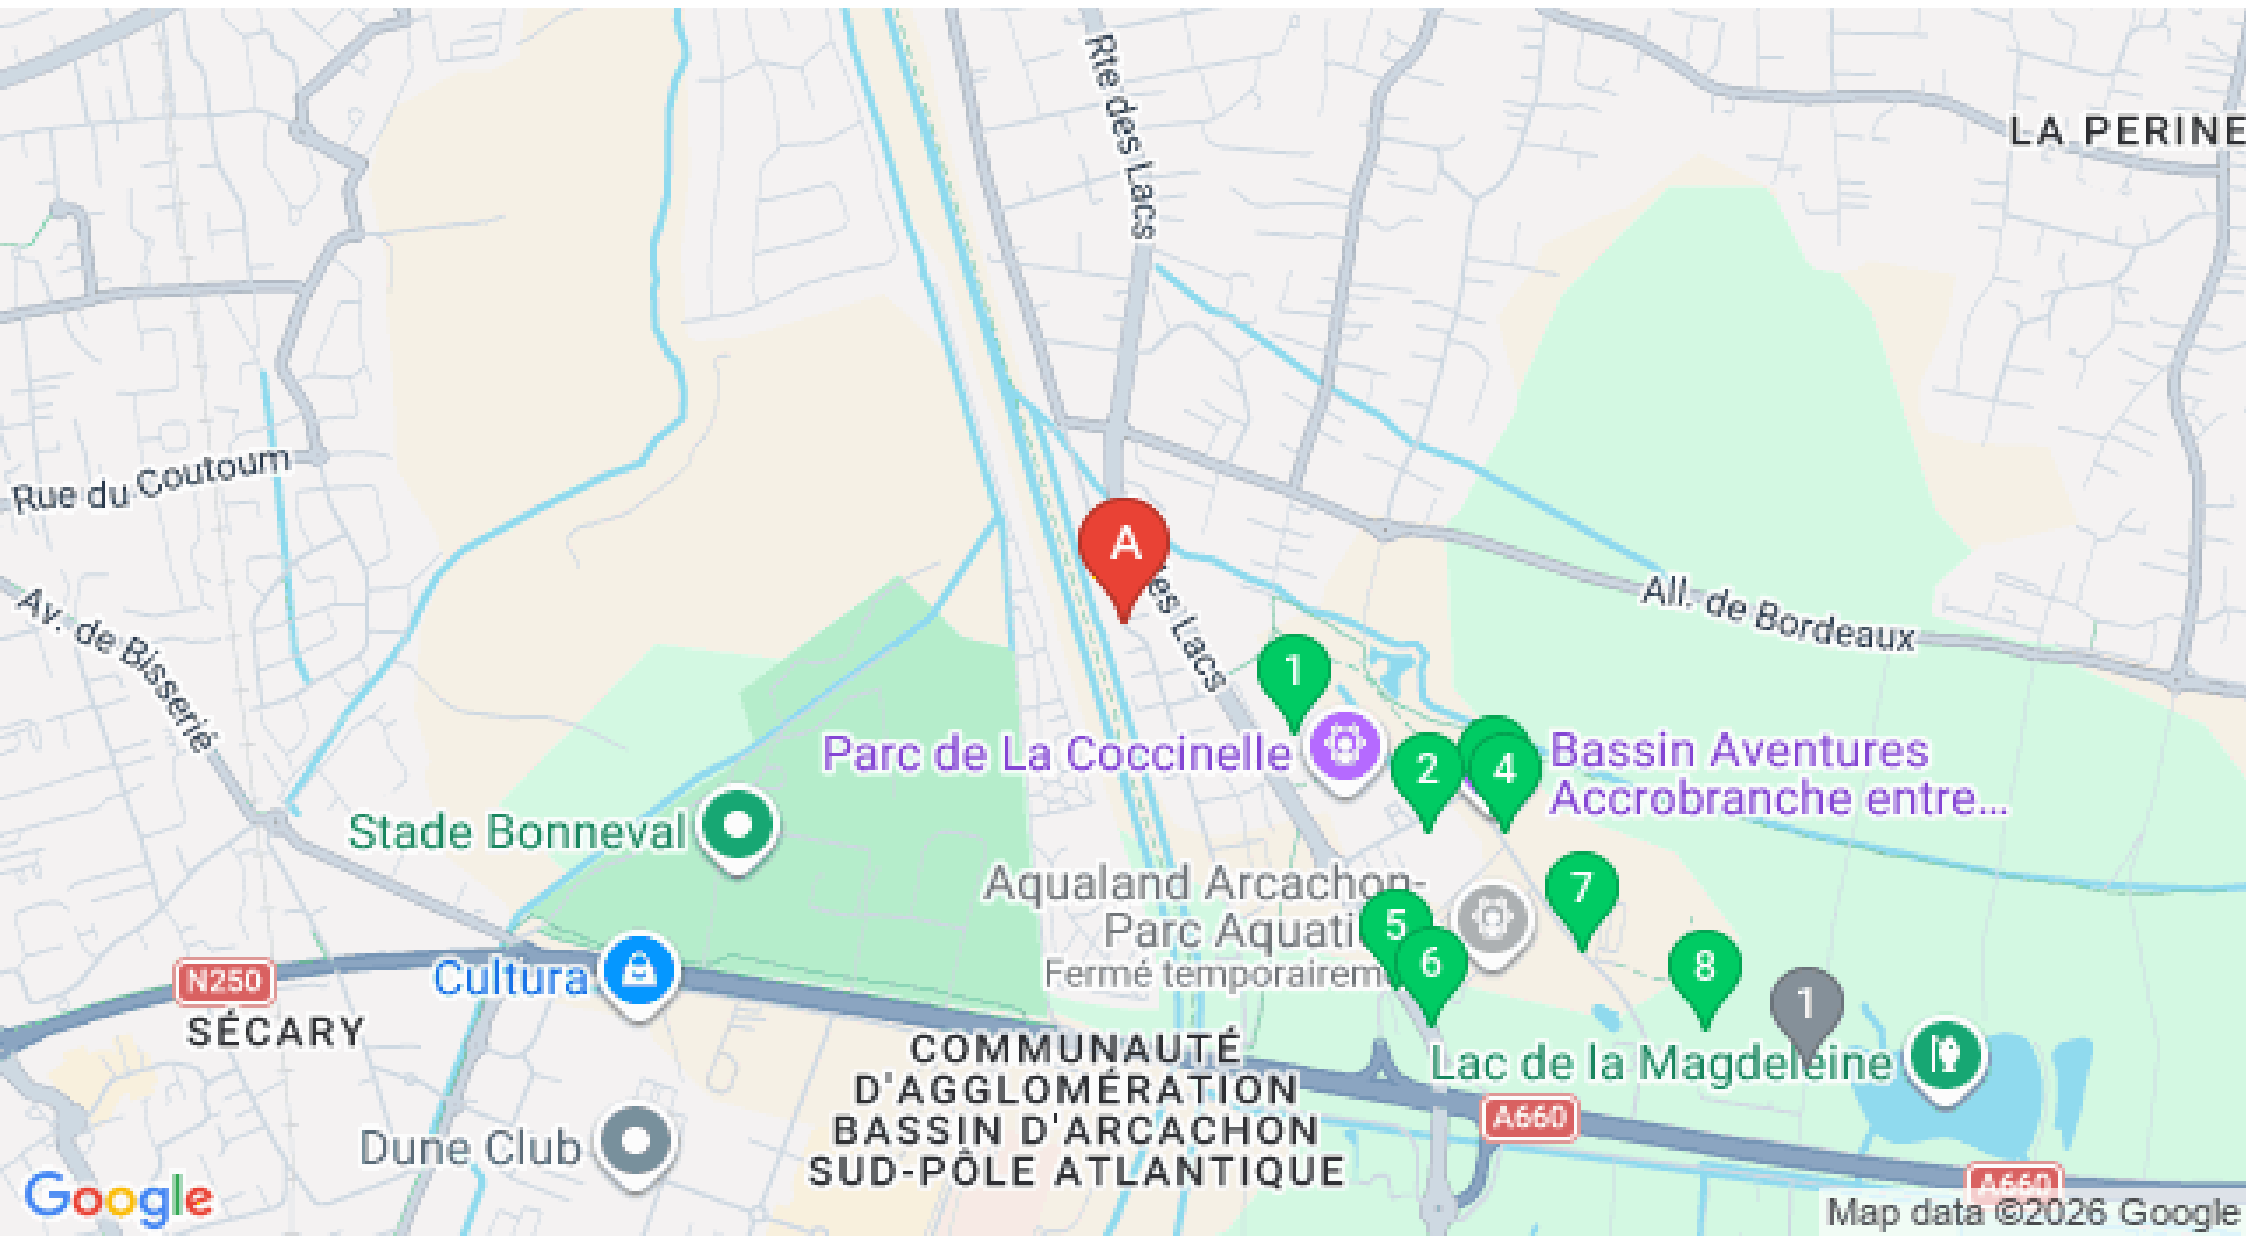 Rte des Lacs
LA PERINE
Rue du Coutoum
A
es Lacs
Av. de Bisserié
All. de Bordeaux
1
Parc de La Coccinelle
2
4
Bassin Aventures
Accrobranche entre...
Stade Bonneval
Aqualand Arcachon-
Parc Aquati
Fermé temporairem
5
6
7
8
1
N250
Cultura
SÉCARY
COMMUNAUTÉ
D'AGGLOMÉRATION
BASSIN D'ARCACHON
SUD-PÔLE ATLANTIQUE
Lac de la Magdeleine
A660
Dune Club
A660
Google
Map data ©2026 Google